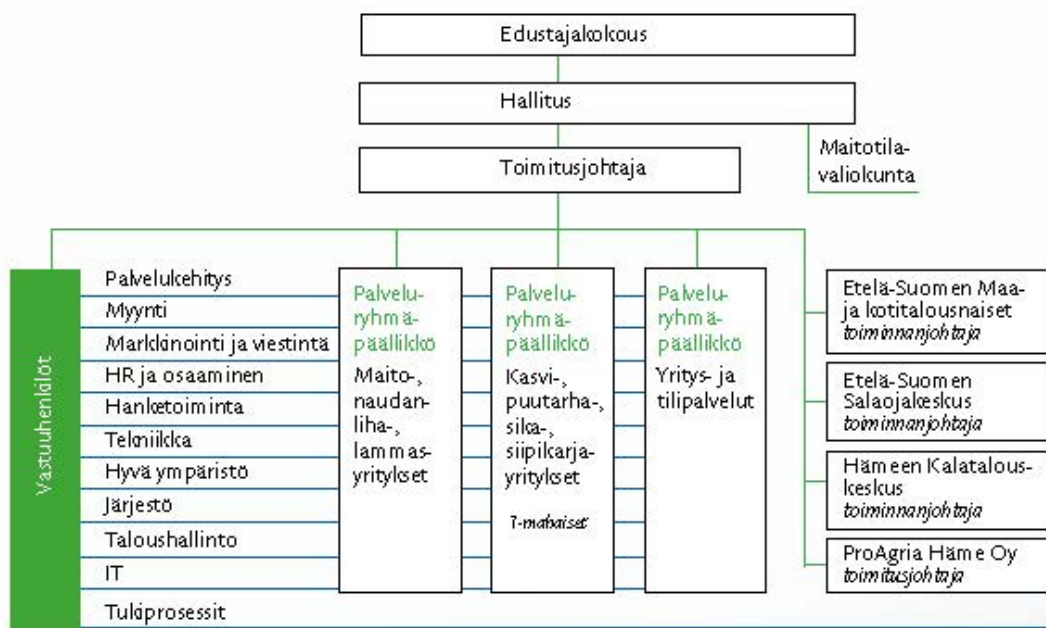 Edustajakokous
Hallitus
Toimitusjohtaja
Maitotila-
valiokunta
Vastuuhenkilöt
Palvelukehitys
Myynti
Markkinointi ja viestintä
HR ja osaaminen
Hanketoiminta
Tekniikka
Hyvä ympäristö
Järjestö
Taloushallinto
IT
Tukiprosessit
Palvelu-
ryhmä-
päällikkö
Maito-,
naudan-
liha-,
lammas-
yritykset
Palvelu-
ryhmä-
päällikkö
Kasvi-,
puutarha-,
sika-,
siipikarja-
yritykset
1-mahaiset
Palvelu-
ryhmä-
päällikkö
Yritys- ja
tilipalvelut
Etelä-Suomen Maa-
ja kotitalousnaiset
toiminnanjohtaja
Etelä-Suomen
Salaojakeskus
toiminnanjohtaja
Hämeen Kalatalous-
keskus
toiminnanjohtaja
ProAgria Häme Oy
toimitusjohtaja